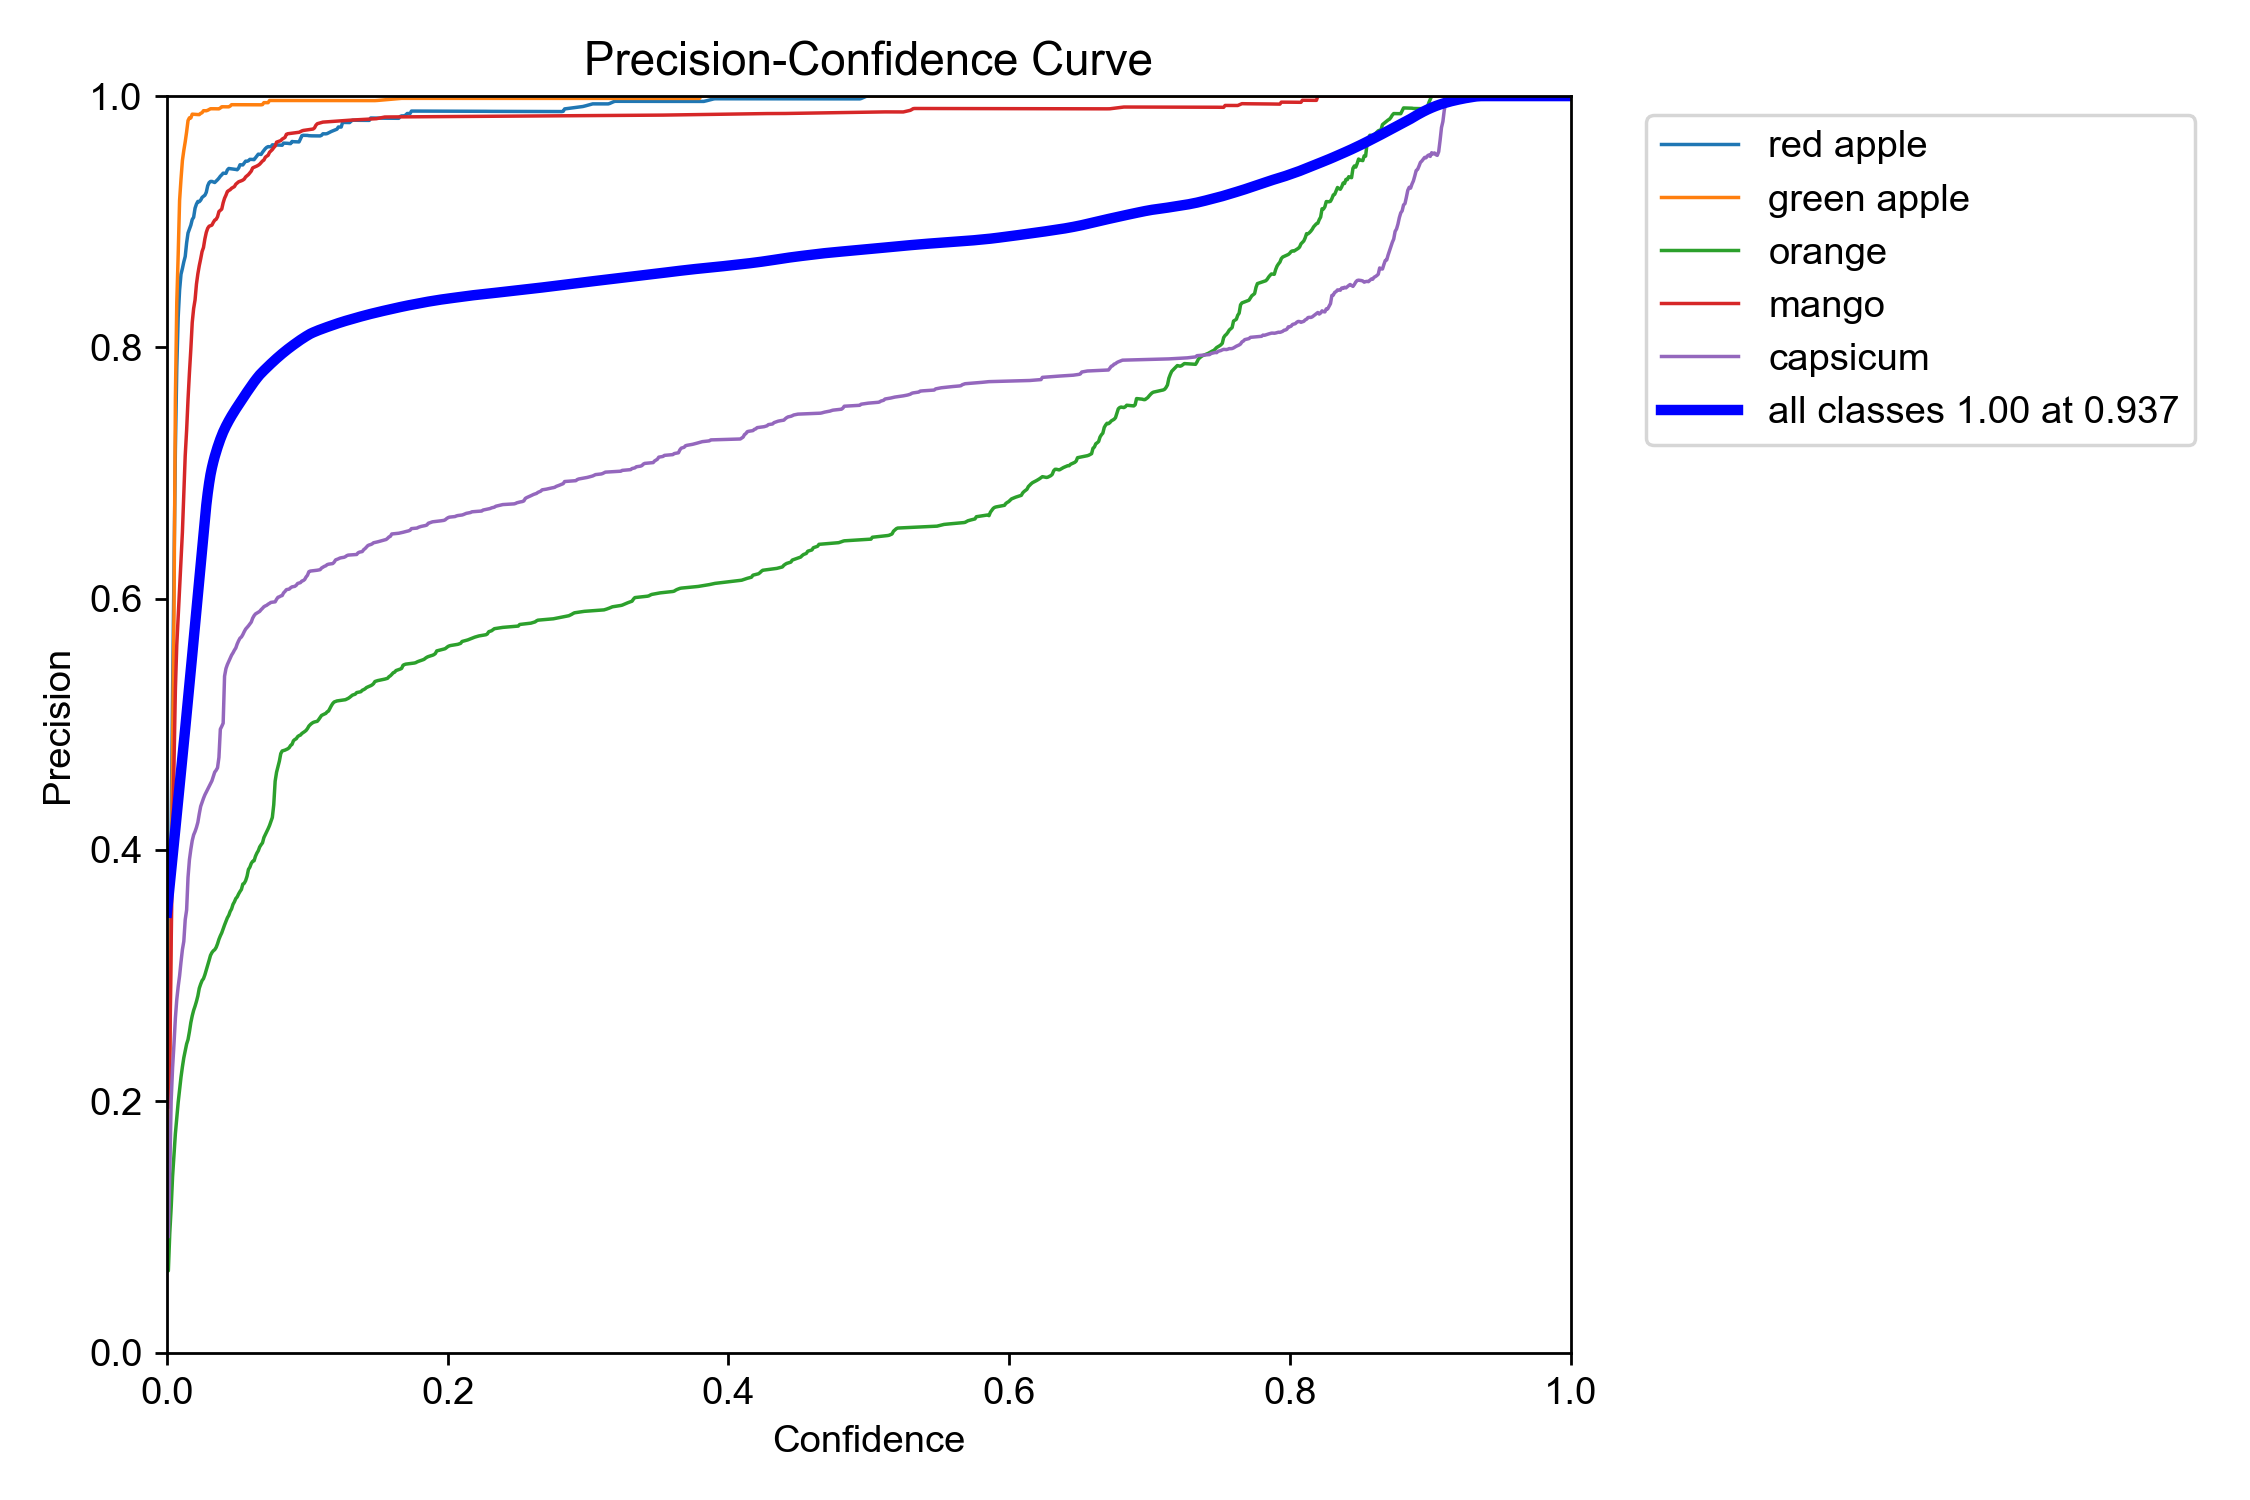 Precision-Confidence Curve
1.0
0.8
0.6
0.4
0.2
0.0
Precision
0.0 0.2 0.4 0.6 0.8 1.0
Confidence
red apple
green apple
orange
mango
capsicum
all classes 1.00 at 0.937